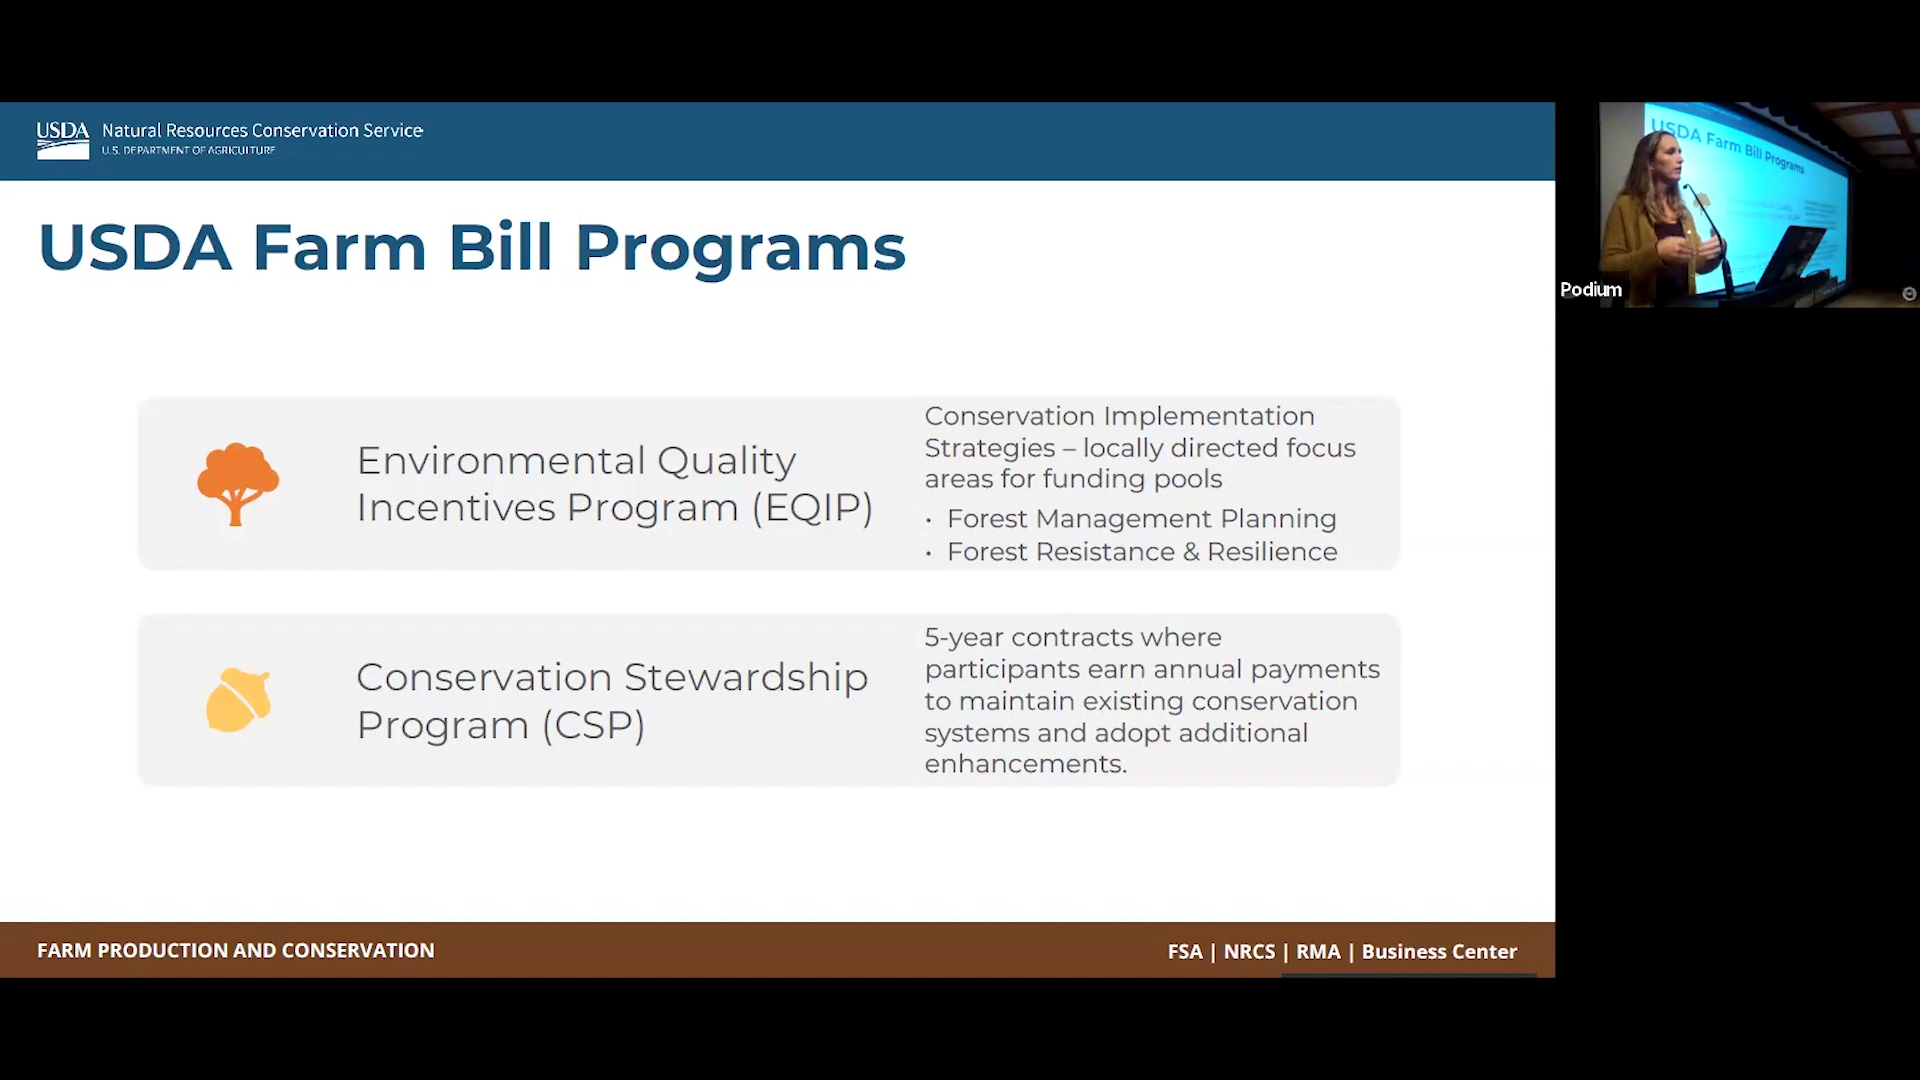 USDA Natural Resources Conservation Service
U.S. DEPARTMENT OF AGRICULTURE
USDA Farm Bill Programs
Environmental Quality
Incentives Program (EQIP)
Conservation Implementation
Strategies – locally directed focus
areas for funding pools
• Forest Management Planning
• Forest Resistance & Resilience
Conservation Stewardship
Program (CSP)
5-year contracts where
participants earn annual payments
to maintain existing conservation
systems and adopt additional
enhancements.
FARM PRODUCTION AND CONSERVATION
FSA | NRCS | RMA | Business Center
USDA Farm Bill Programs
Podium